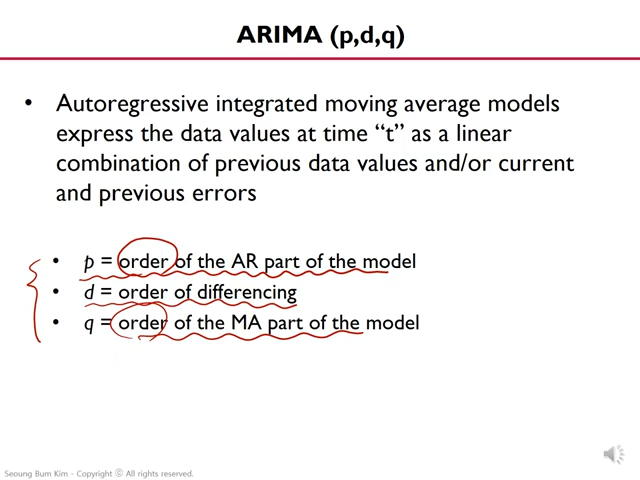 ARIMA (p,d,q)
• Autoregressive integrated moving average models
express the data values at time “t” as a linear
combination of previous data values and/or current
and previous errors
• p = order of the AR part of the model
• d = order of differencing
• q = order of the MA part of the model
Seoung Bum Kim - Copyright ⓒ All rights reserved.